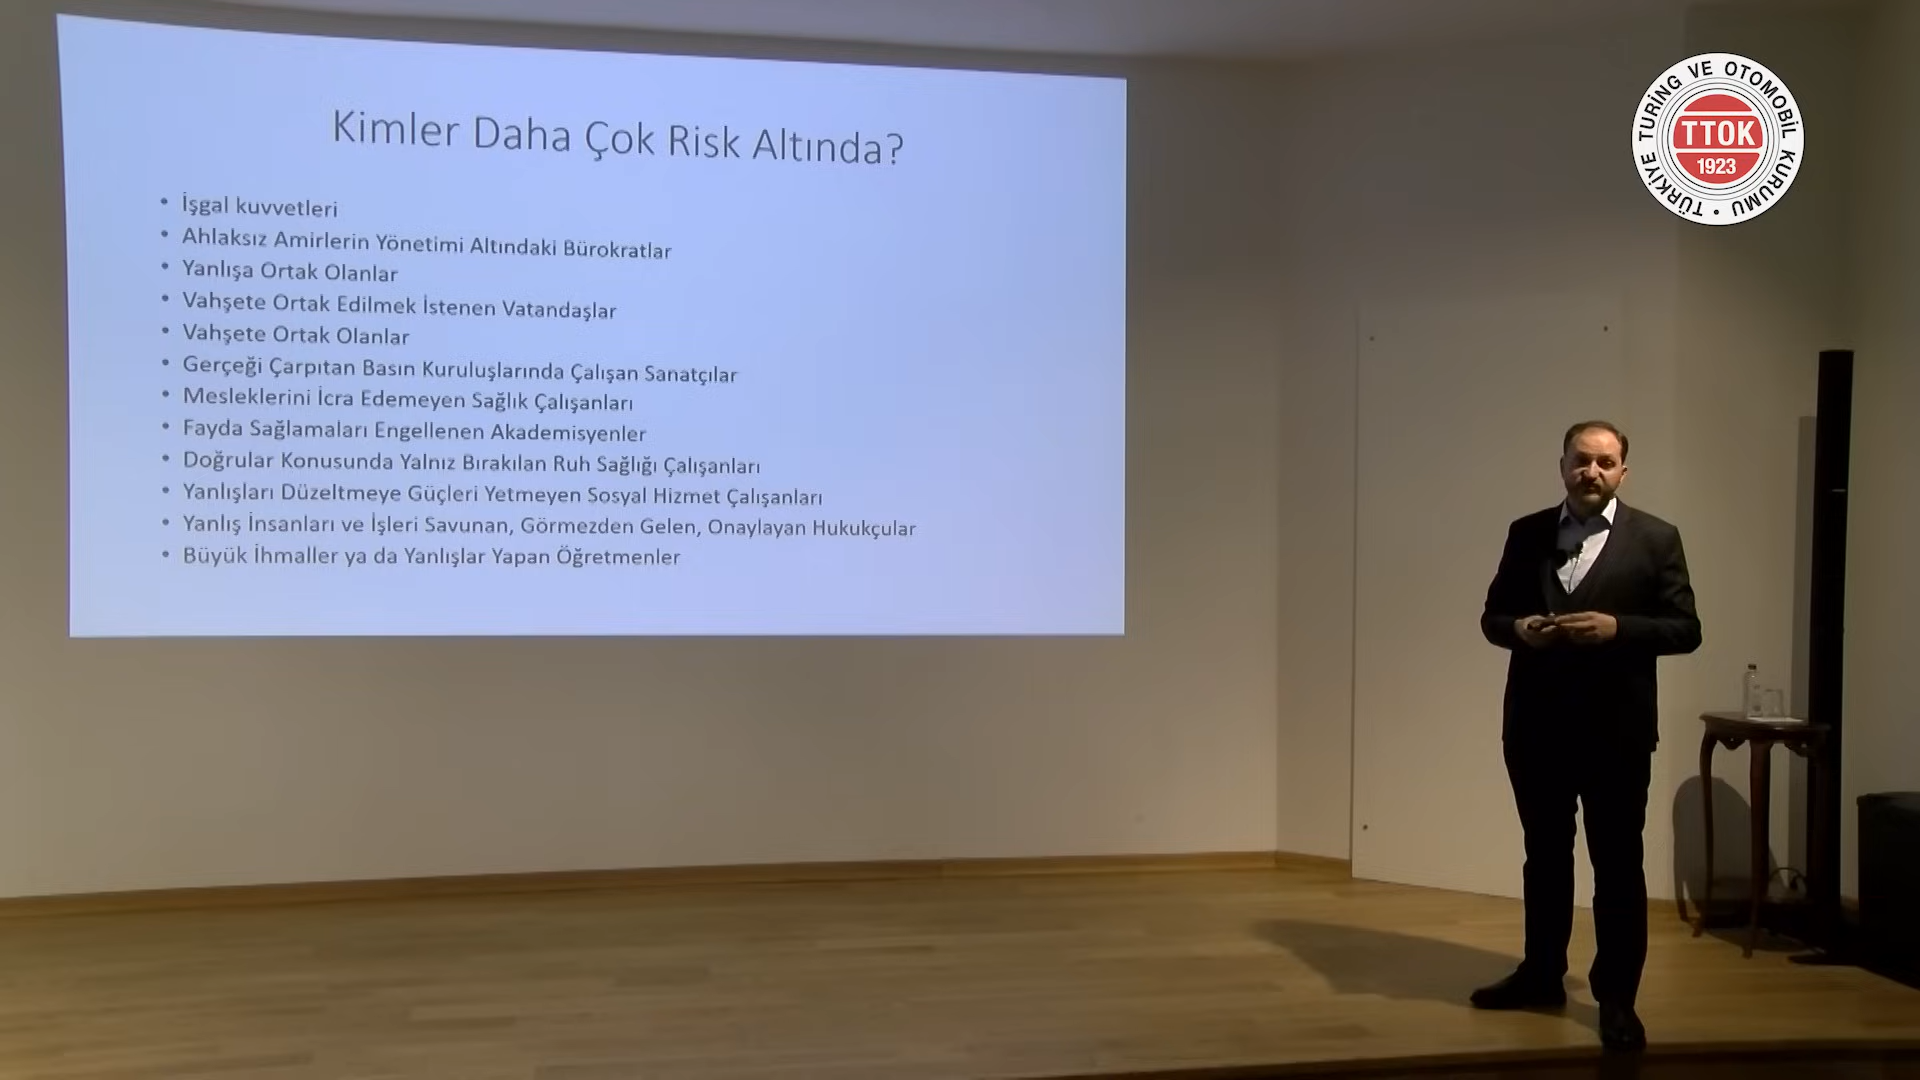 Kimler Daha Çok Risk Altında?
• İşgal kuvvetleri
• Ahlaksız Amirlerin Yönetimi Altındaki Bürokratlar
• Yanlışa Ortak Olanlar
• Vahşete Ortak Edilmek İstenen Vatandaşlar
• Vahşete Ortak Olanlar
• Gerçeği Çarpıtan Basın Kuruluşlarında Çalışan Sanatçılar
• Mesleklerini İcra Edemeyen Sağlık Çalışanları
• Fayda Sağlamaları Engellenen Akademisyenler
• Doğrular Konusunda Yalnız Bırakılan Ruh Sağlığı Çalışanları
• Yanlışları Düzeltmeye Güçleri Yetmeyen Sosyal Hizmet Çalışanları
• Yanlış İnsanları ve İşleri Savunan, Görmezden Gelen, Onaylayan Hukukçular
• Büyük İhmaller ya da Yanlışlar Yapan Öğretmenler
TÜRKİYE TURİNG VE OTOMOBİL KURUMU •
TTOK
1923